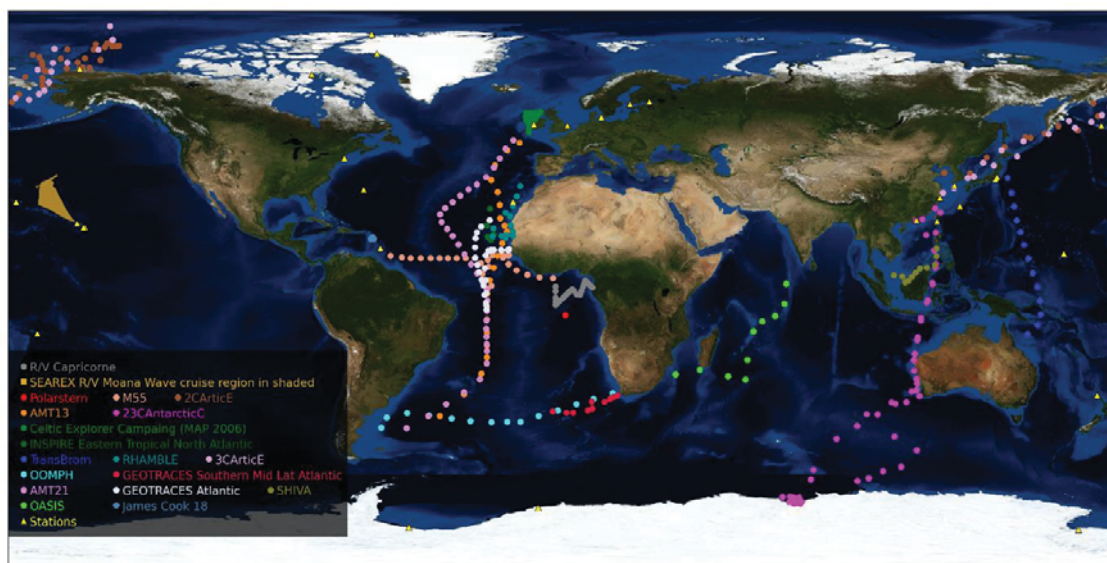 R/V Capricorne
SEAREX R/V Moana Wave cruise region in shaded
Polarstern M55 2CArticE
AMT13 23CAntarcticC
Celtic Explorer Campaing (MAP 2006)
INSPIRE Eastern Tropical North Atlantic
TransBrom RHAMBLE 3CArticE
OOMPH GEOTRACES Southern Mid Lat Atlantic
AMT21 GEOTRACES Atlantic SHIVA
OASIS James Cook 18
Stations